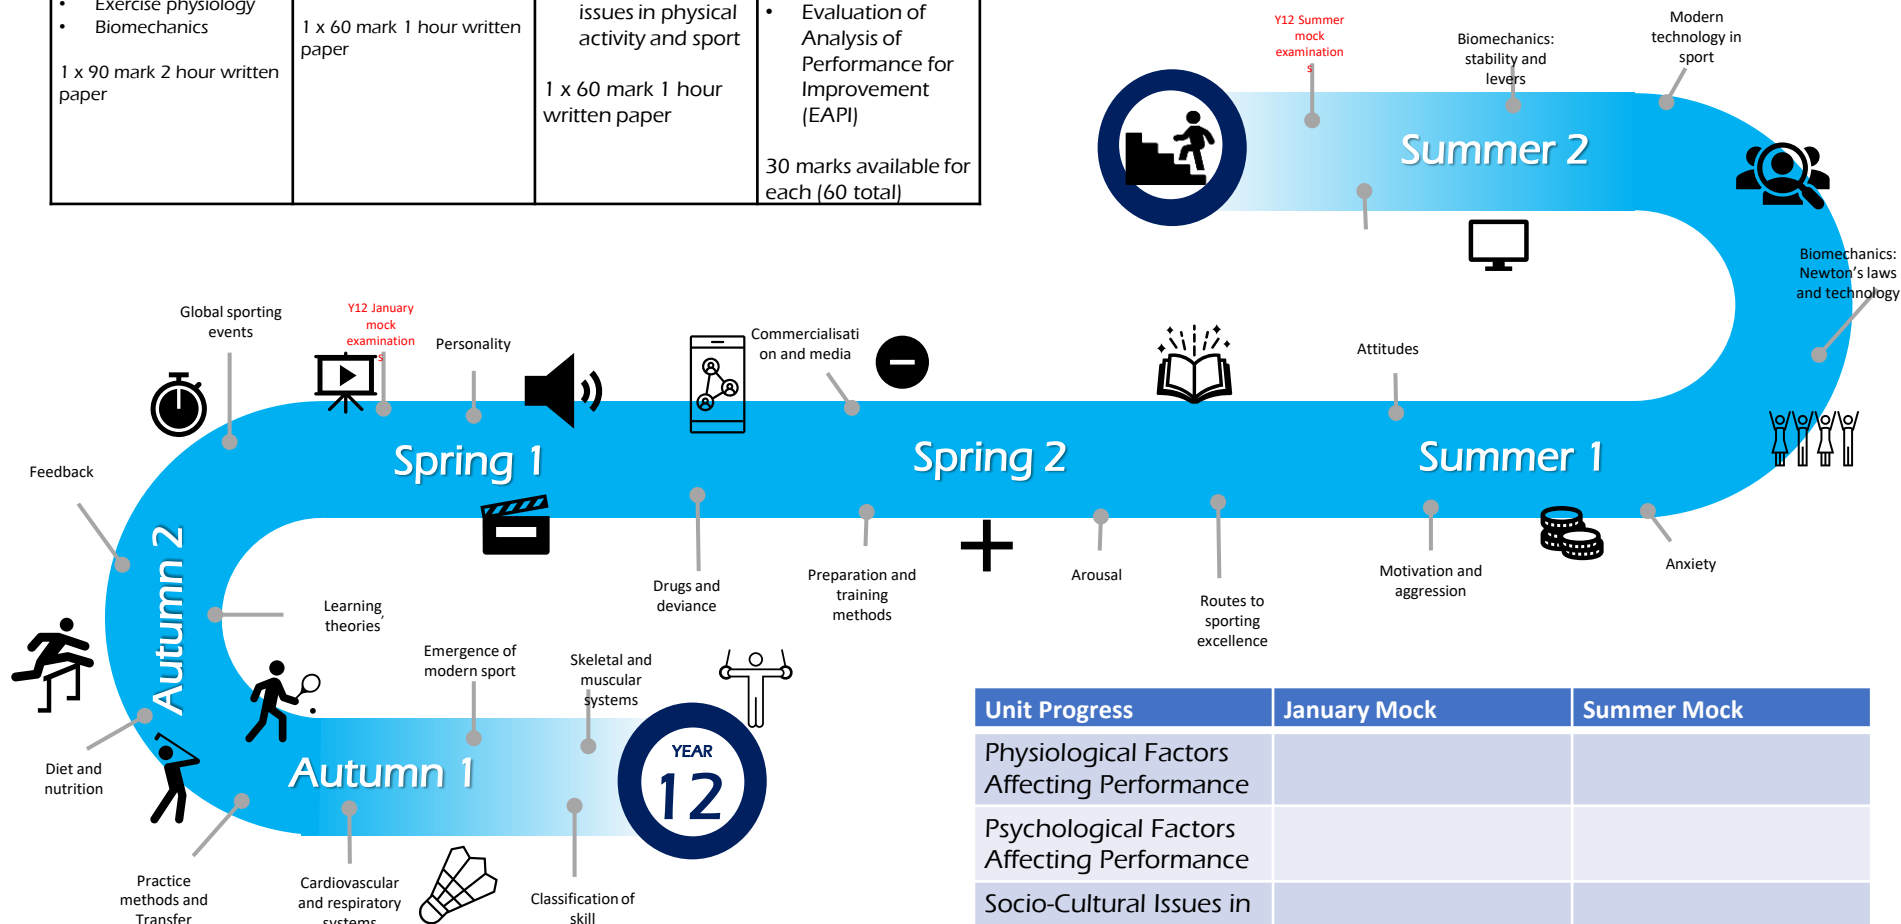 • Exercise physiology
• Biomechanics
1 x 90 mark 2 hour written
paper
1 x 60 mark 1 hour written
paper
issues in physical
activity and sport
1 x 60 mark 1 hour
written paper
• Evaluation of
Analysis of
Performance for
Improvement
(EAPI)
30 marks available for
each (60 total)
Y12 Summer
mock
examination
s
Biomechanics:
stability and
levers
Modern
technology in
sport
Summer 2
Biomechanics:
Newton's laws
and technology
Global sporting
events
Y12 January
mock
examination
s
Personality
Commercialisati
on and media
Attitudes
Feedback
Spring 1
Spring 2
Summer 1
Autumn 2
Learning
theories
Drugs and
deviance
Preparation and
training
methods
Arousal
Routes to
sporting
excellence
Motivation and
aggression
Anxiety
Emergence of
modern sport
Skeletal and
muscular
systems
Diet and
nutrition
Autumn 1
YEAR
12
Practice
methods and
Transfer
Cardiovascular
and respiratory
systems
Classification of
skill
Unit Progress January Mock Summer Mock
Physiological Factors
Affecting Performance
Psychological Factors
Affecting Performance
Socio-Cultural Issues in